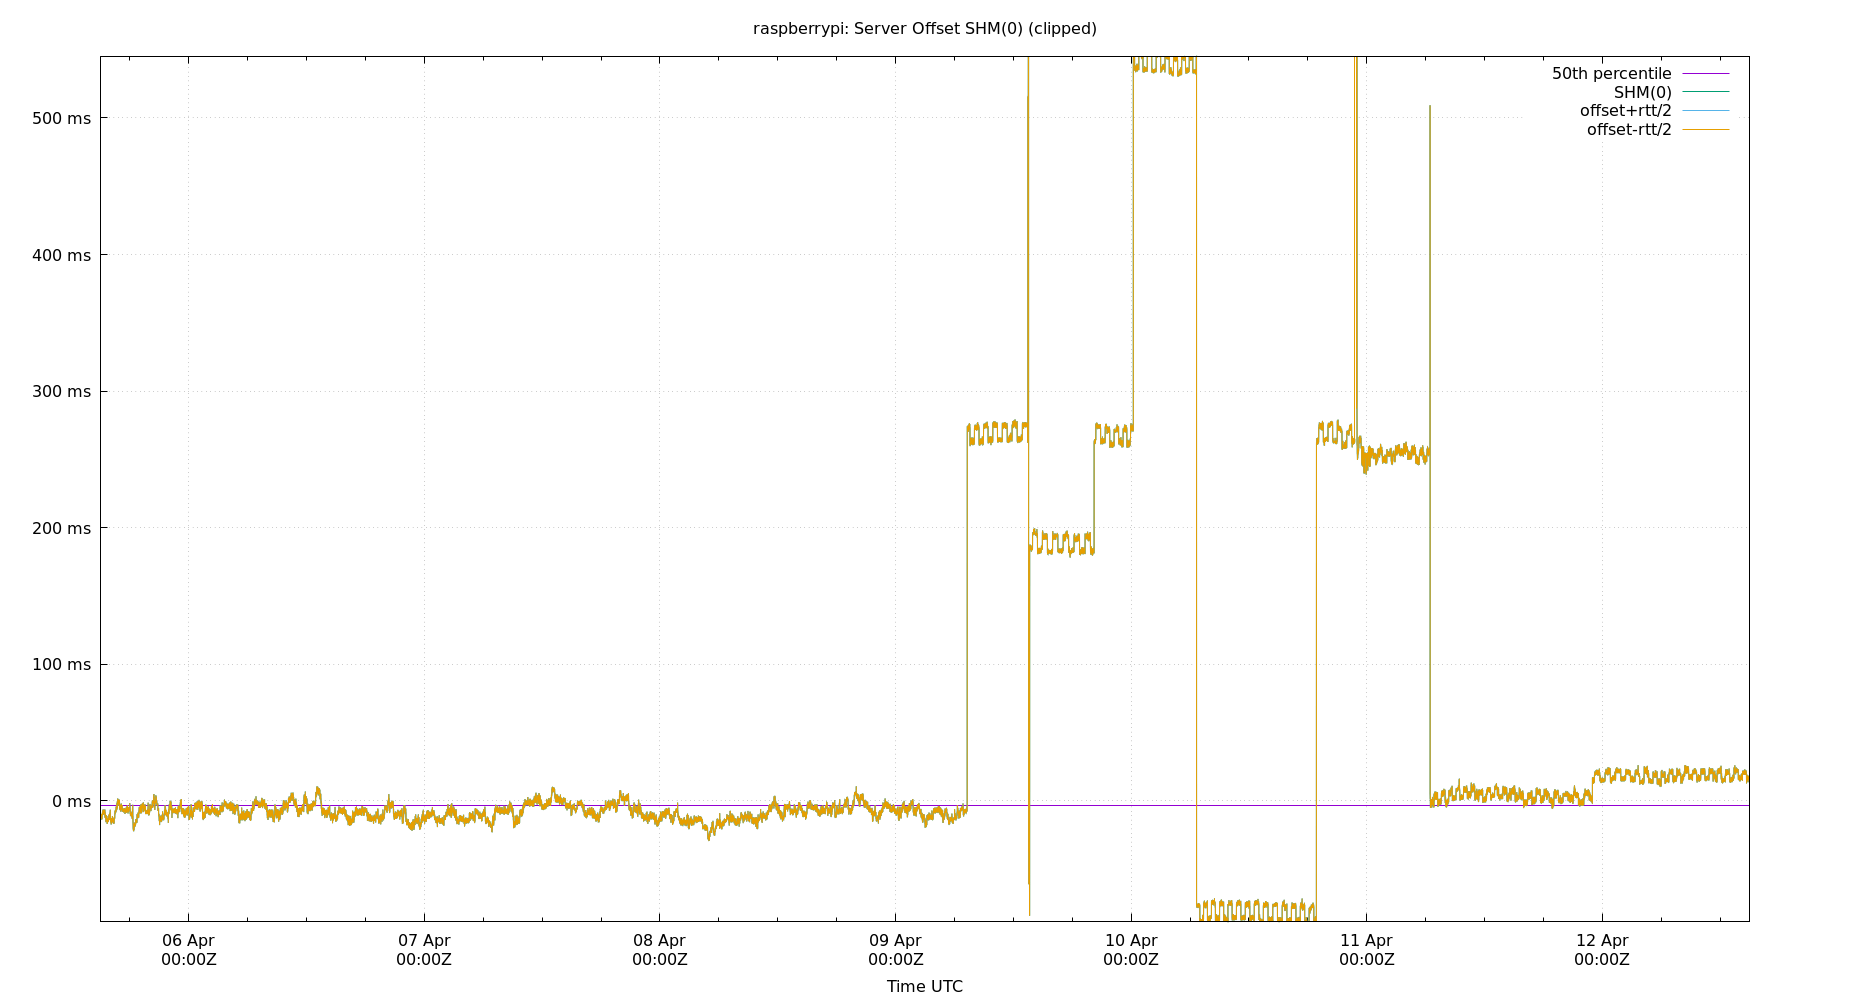 raspberrypi: Server Offset SHM(0) (clipped)
50th percentile
SHM(0)
offset+rtt/2
offset-rtt/2
500 ms
400 ms
300 ms
200 ms
100 ms
0 ms
06 Apr 07 Apr 08 Apr 09 Apr 10 Apr 11 Apr 12 Apr
00:00Z 00:00Z 00:00Z 00:00Z 00:00Z 00:00Z 00:00Z
Time UTC